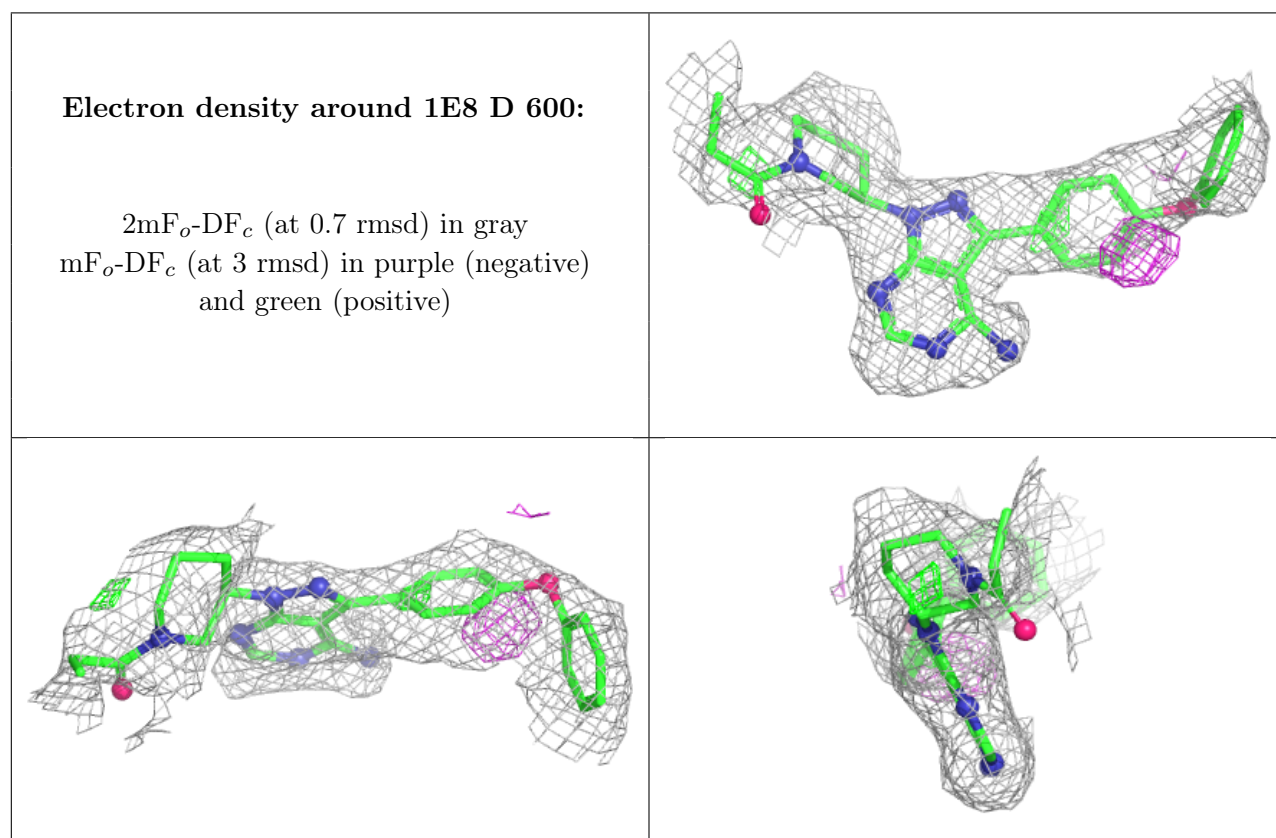 Electron density around 1E8 D 600:
2mFo-DFc (at 0.7 rmsd) in gray
mFo-DFc (at 3 rmsd) in purple (negative)
and green (positive)